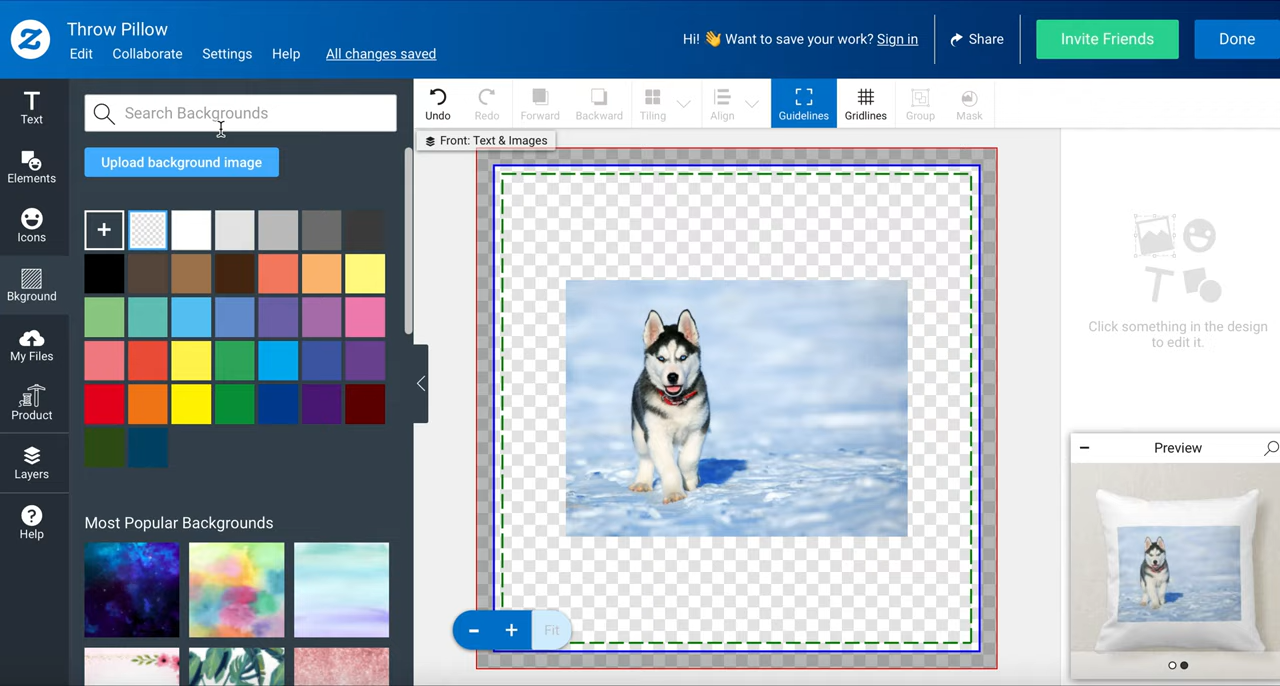 Throw Pillow
Edit Collaborate Settings Help All changes saved
Hi! 👋 Want to save your work? Sign in
Share
Invite Friends
Done
Text
Elements
Icons
Bkground
My Files
Product
Layers
Help
Search Backgrounds
Upload background image
+
Most Popular Backgrounds
Undo Redo Forward Backward Tiling Align Guidelines Gridlines Group Mask
Front: Text & Images
- + Fit
Click something in the design
to edit it.
Preview